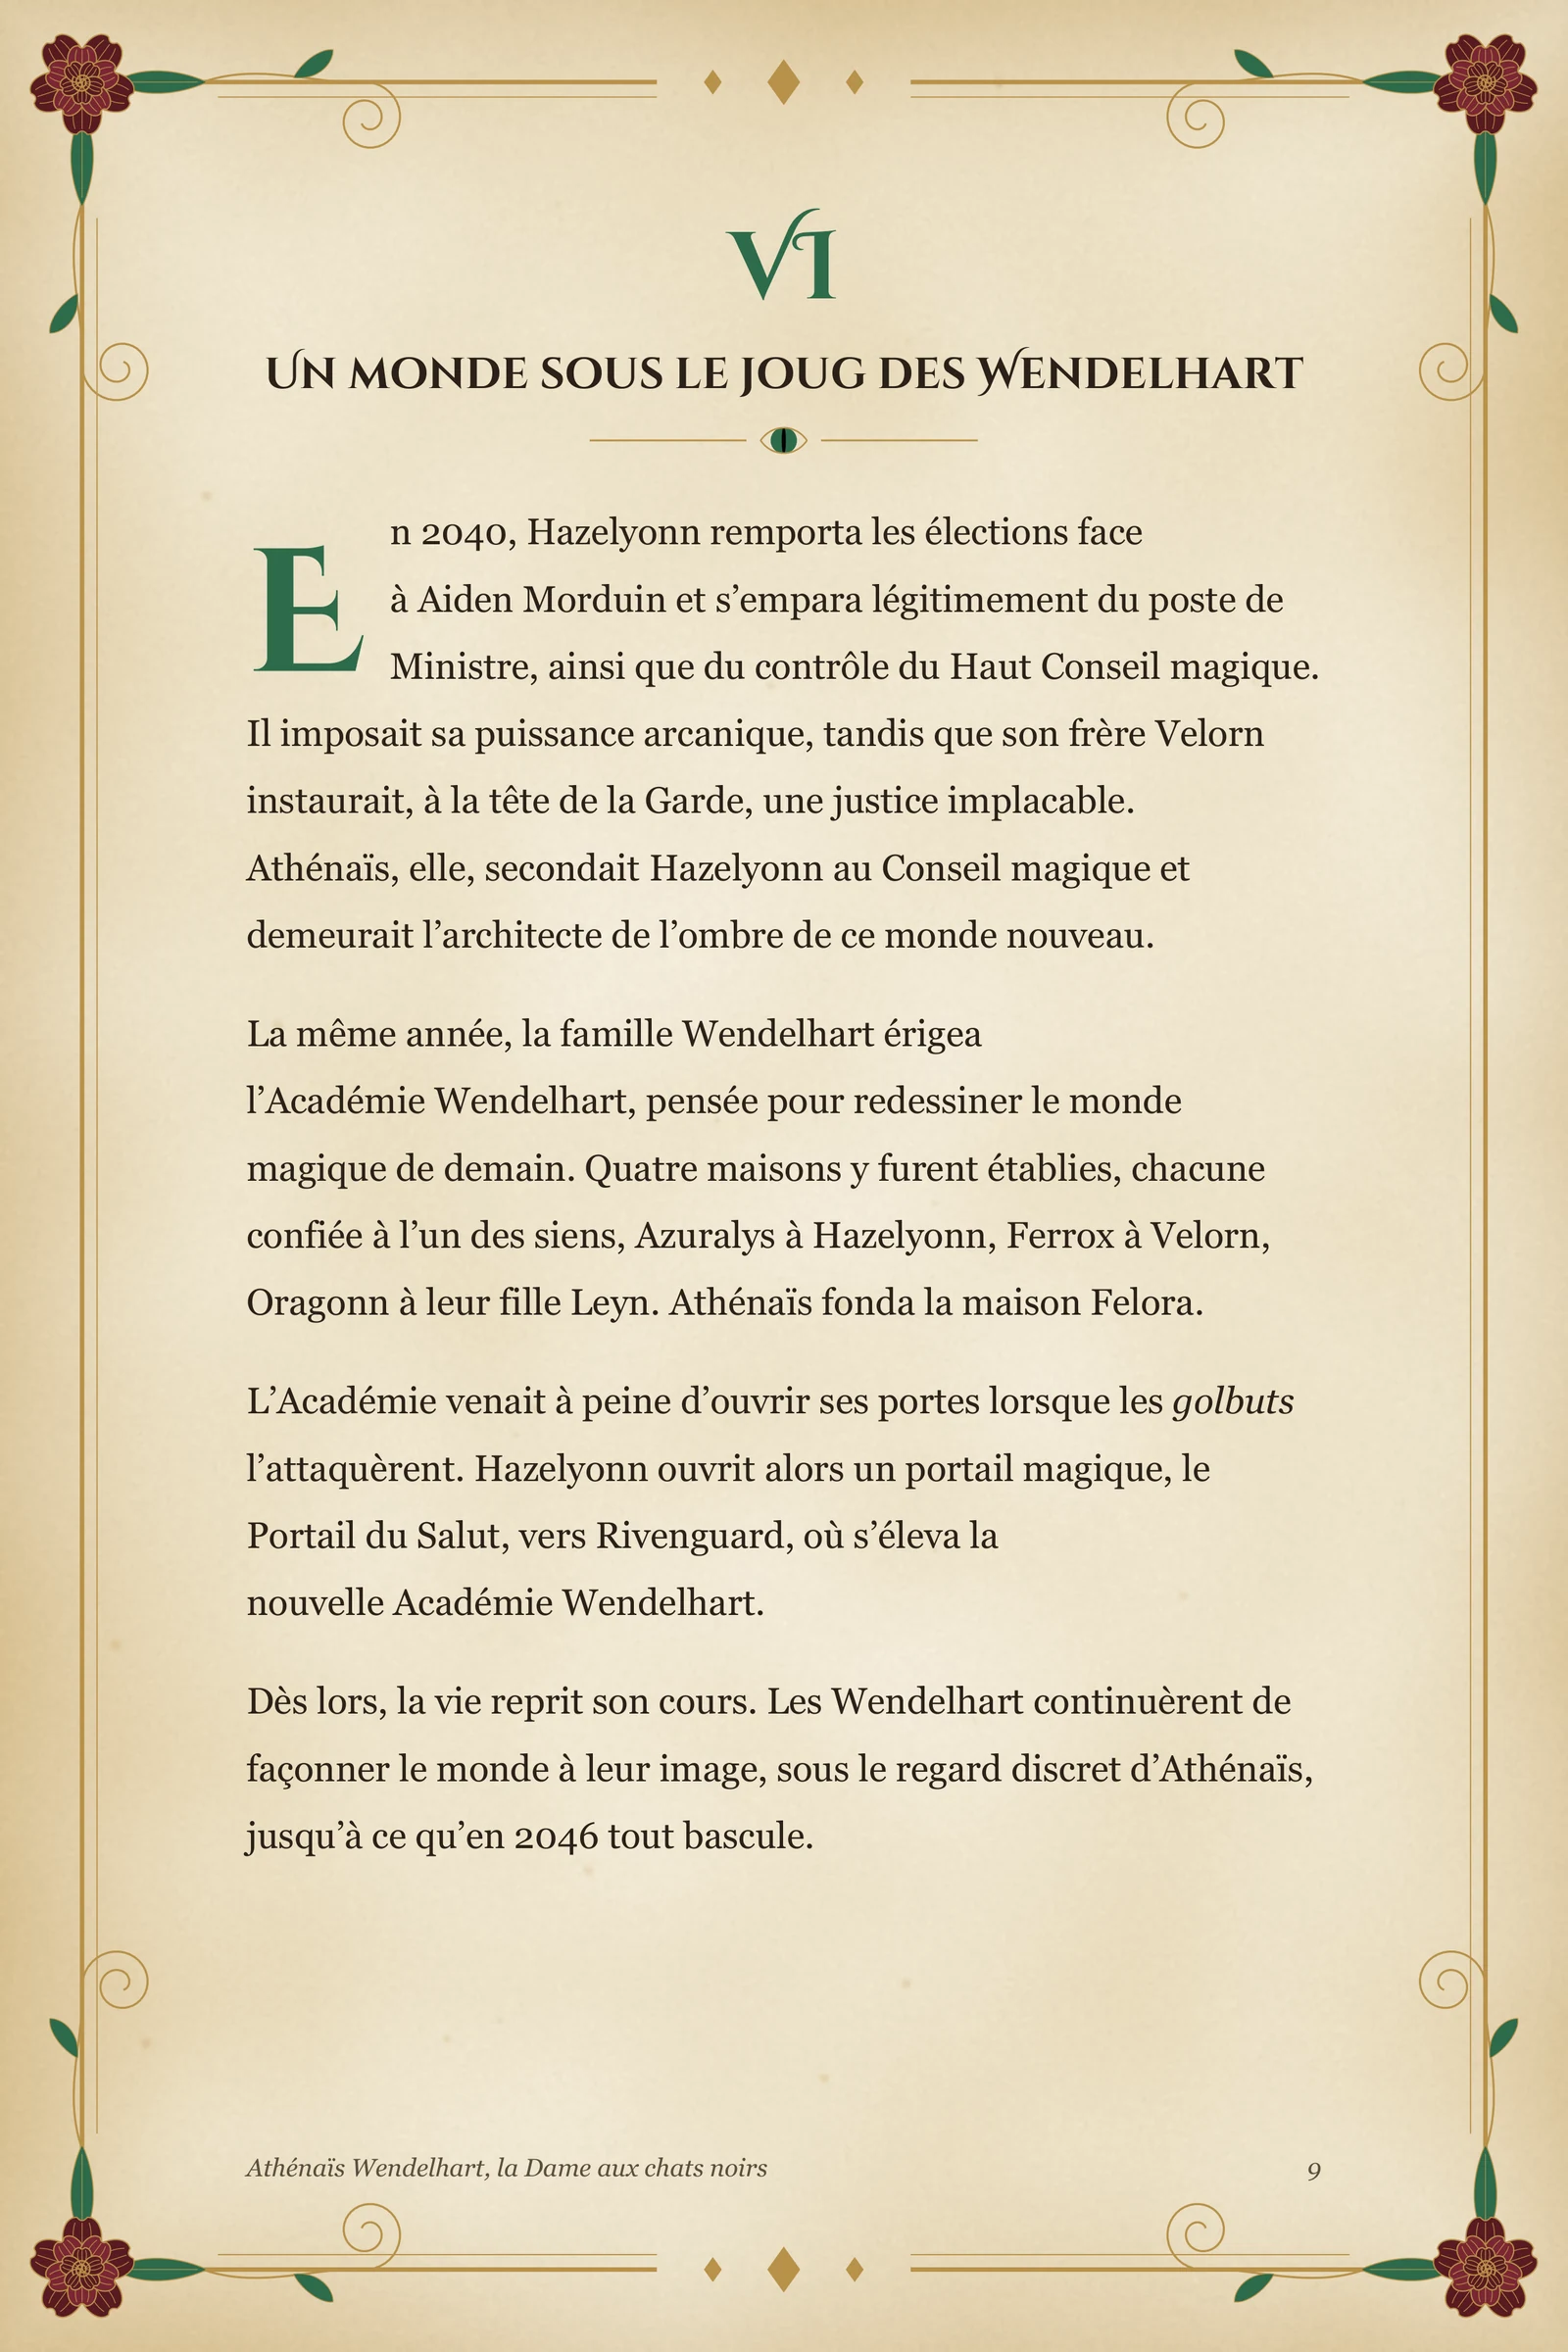 VI
Un monde sous le joug des Wendelhart
En 2040, Hazelyonn remporta les élections face
à Aiden Morduin et s’empara légitimement du poste de
Ministre, ainsi que du contrôle du Haut Conseil magique.
Il imposait sa puissance arcanique, tandis que son frère Velorn
instaurait, à la tête de la Garde, une justice implacable.
Athénaïs, elle, secondait Hazelyonn au Conseil magique et
demeurait l’architecte de l’ombre de ce monde nouveau.
La même année, la famille Wendelhart érigea
l’Académie Wendelhart, pensée pour redessiner le monde
magique de demain. Quatre maisons y furent établies, chacune
confiée à l’un des siens, Azuralys à Hazelyonn, Ferrox à Velorn,
Oragonn à leur fille Leyn. Athénaïs fonda la maison Felora.
L’Académie venait à peine d’ouvrir ses portes lorsque les golbuts
l’attaquèrent. Hazelyonn ouvrit alors un portail magique, le
Portail du Salut, vers Rivenguard, où s’éleva la
nouvelle Académie Wendelhart.
Dès lors, la vie reprit son cours. Les Wendelhart continuèrent de
façonner le monde à leur image, sous le regard discret d’Athénaïs,
jusqu’à ce qu’en 2046 tout bascule.
Athénaïs Wendelhart, la Dame aux chats noirs
9